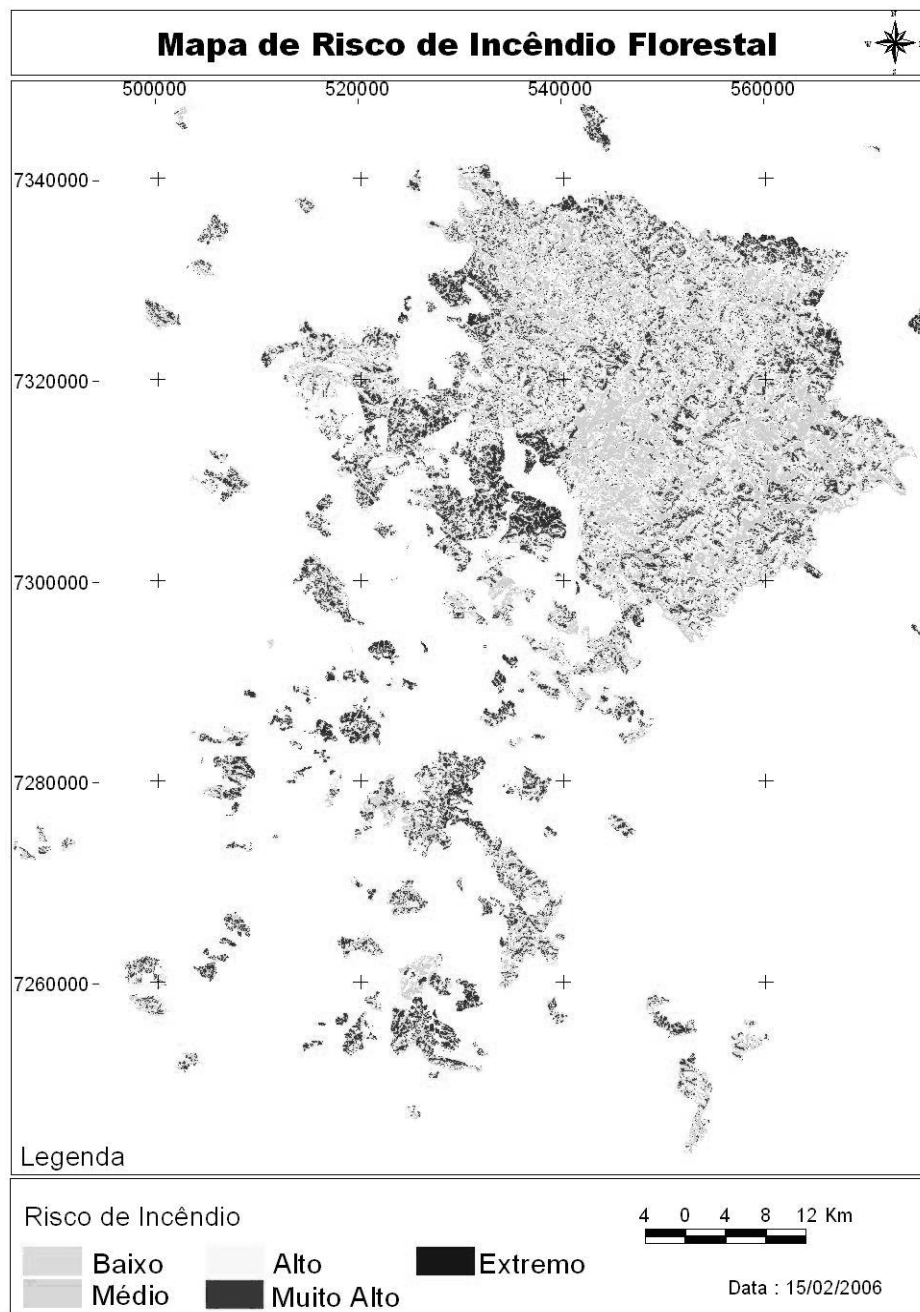 Mapa de Risco de Incêndio Florestal
N
W
S
500000 520000 540000 560000
7340000
7320000
7300000
7280000
7260000
Legenda
Risco de Incêndio
Baixo Alto Extremo
Médio Muito Alto
4 0 4 8 12 Km
Data : 15/02/2006